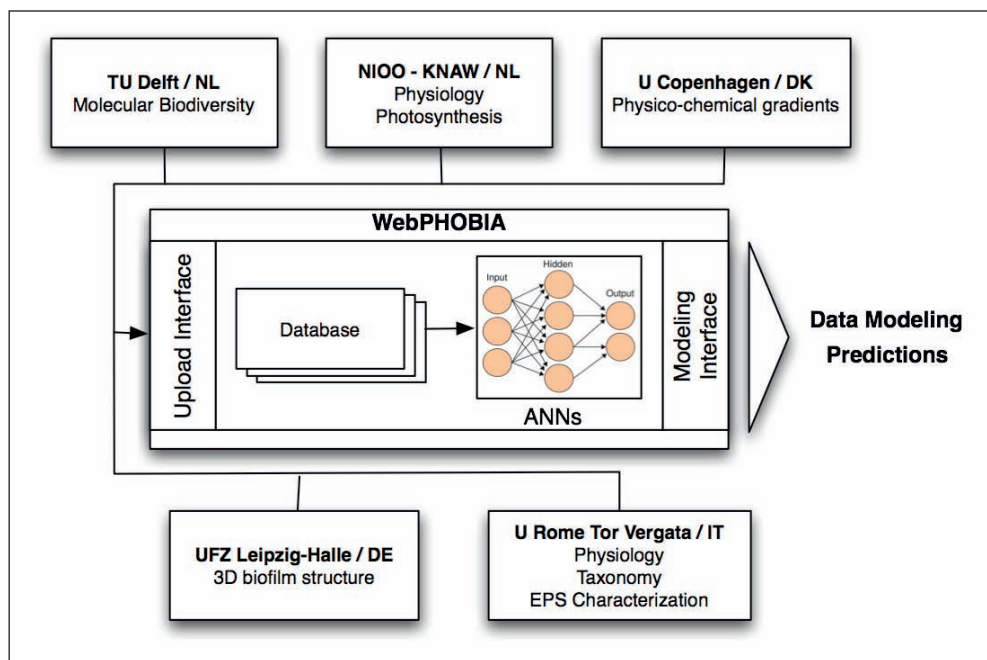 TU Delft / NL
Molecular Biodiversity
NIOO - KNAW / NL
Physiology
Photosynthesis
U Copenhagen / DK
Physico-chemical gradients
WebPHOBIA
Upload Interface
Database
Input
Hidden
Output
ANNs
Modeling
Interface
Data Modeling
Predictions
UFZ Leipzig-Halle / DE
3D biofilm structure
U Rome Tor Vergata / IT
Physiology
Taxonomy
EPS Characterization